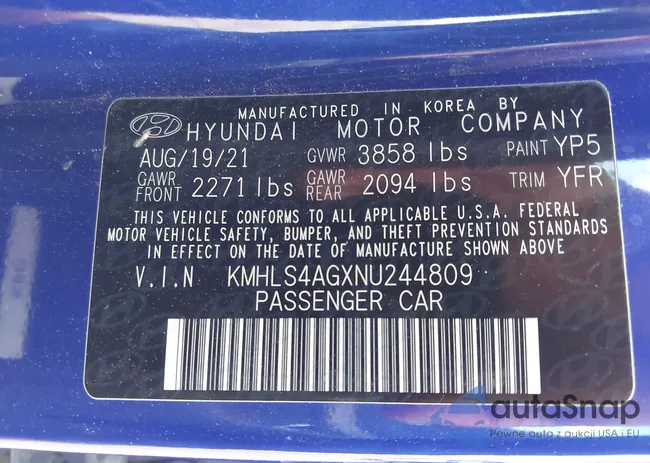 MANUFACTURED IN KOREA BY
HYUNDAI MOTOR COMPANY
AUG/19/21 GVWR 3858 lbs PAINT YP5
GAWR FRONT 2271 lbs GAWR REAR 2094 lbs TRIM YFR
THIS VEHICLE CONFORMS TO ALL APPLICABLE U.S.A. FEDERAL
MOTOR VEHICLE SAFETY, BUMPER, AND THEFT PREVENTION STANDARDS
IN EFFECT ON THE DATE OF MANUFACTURE SHOWN ABOVE
V.I.N KMHLS4AGXNU244809
PASSENGER CAR
autaSnap
Pewne auto z aukcji USA i EU